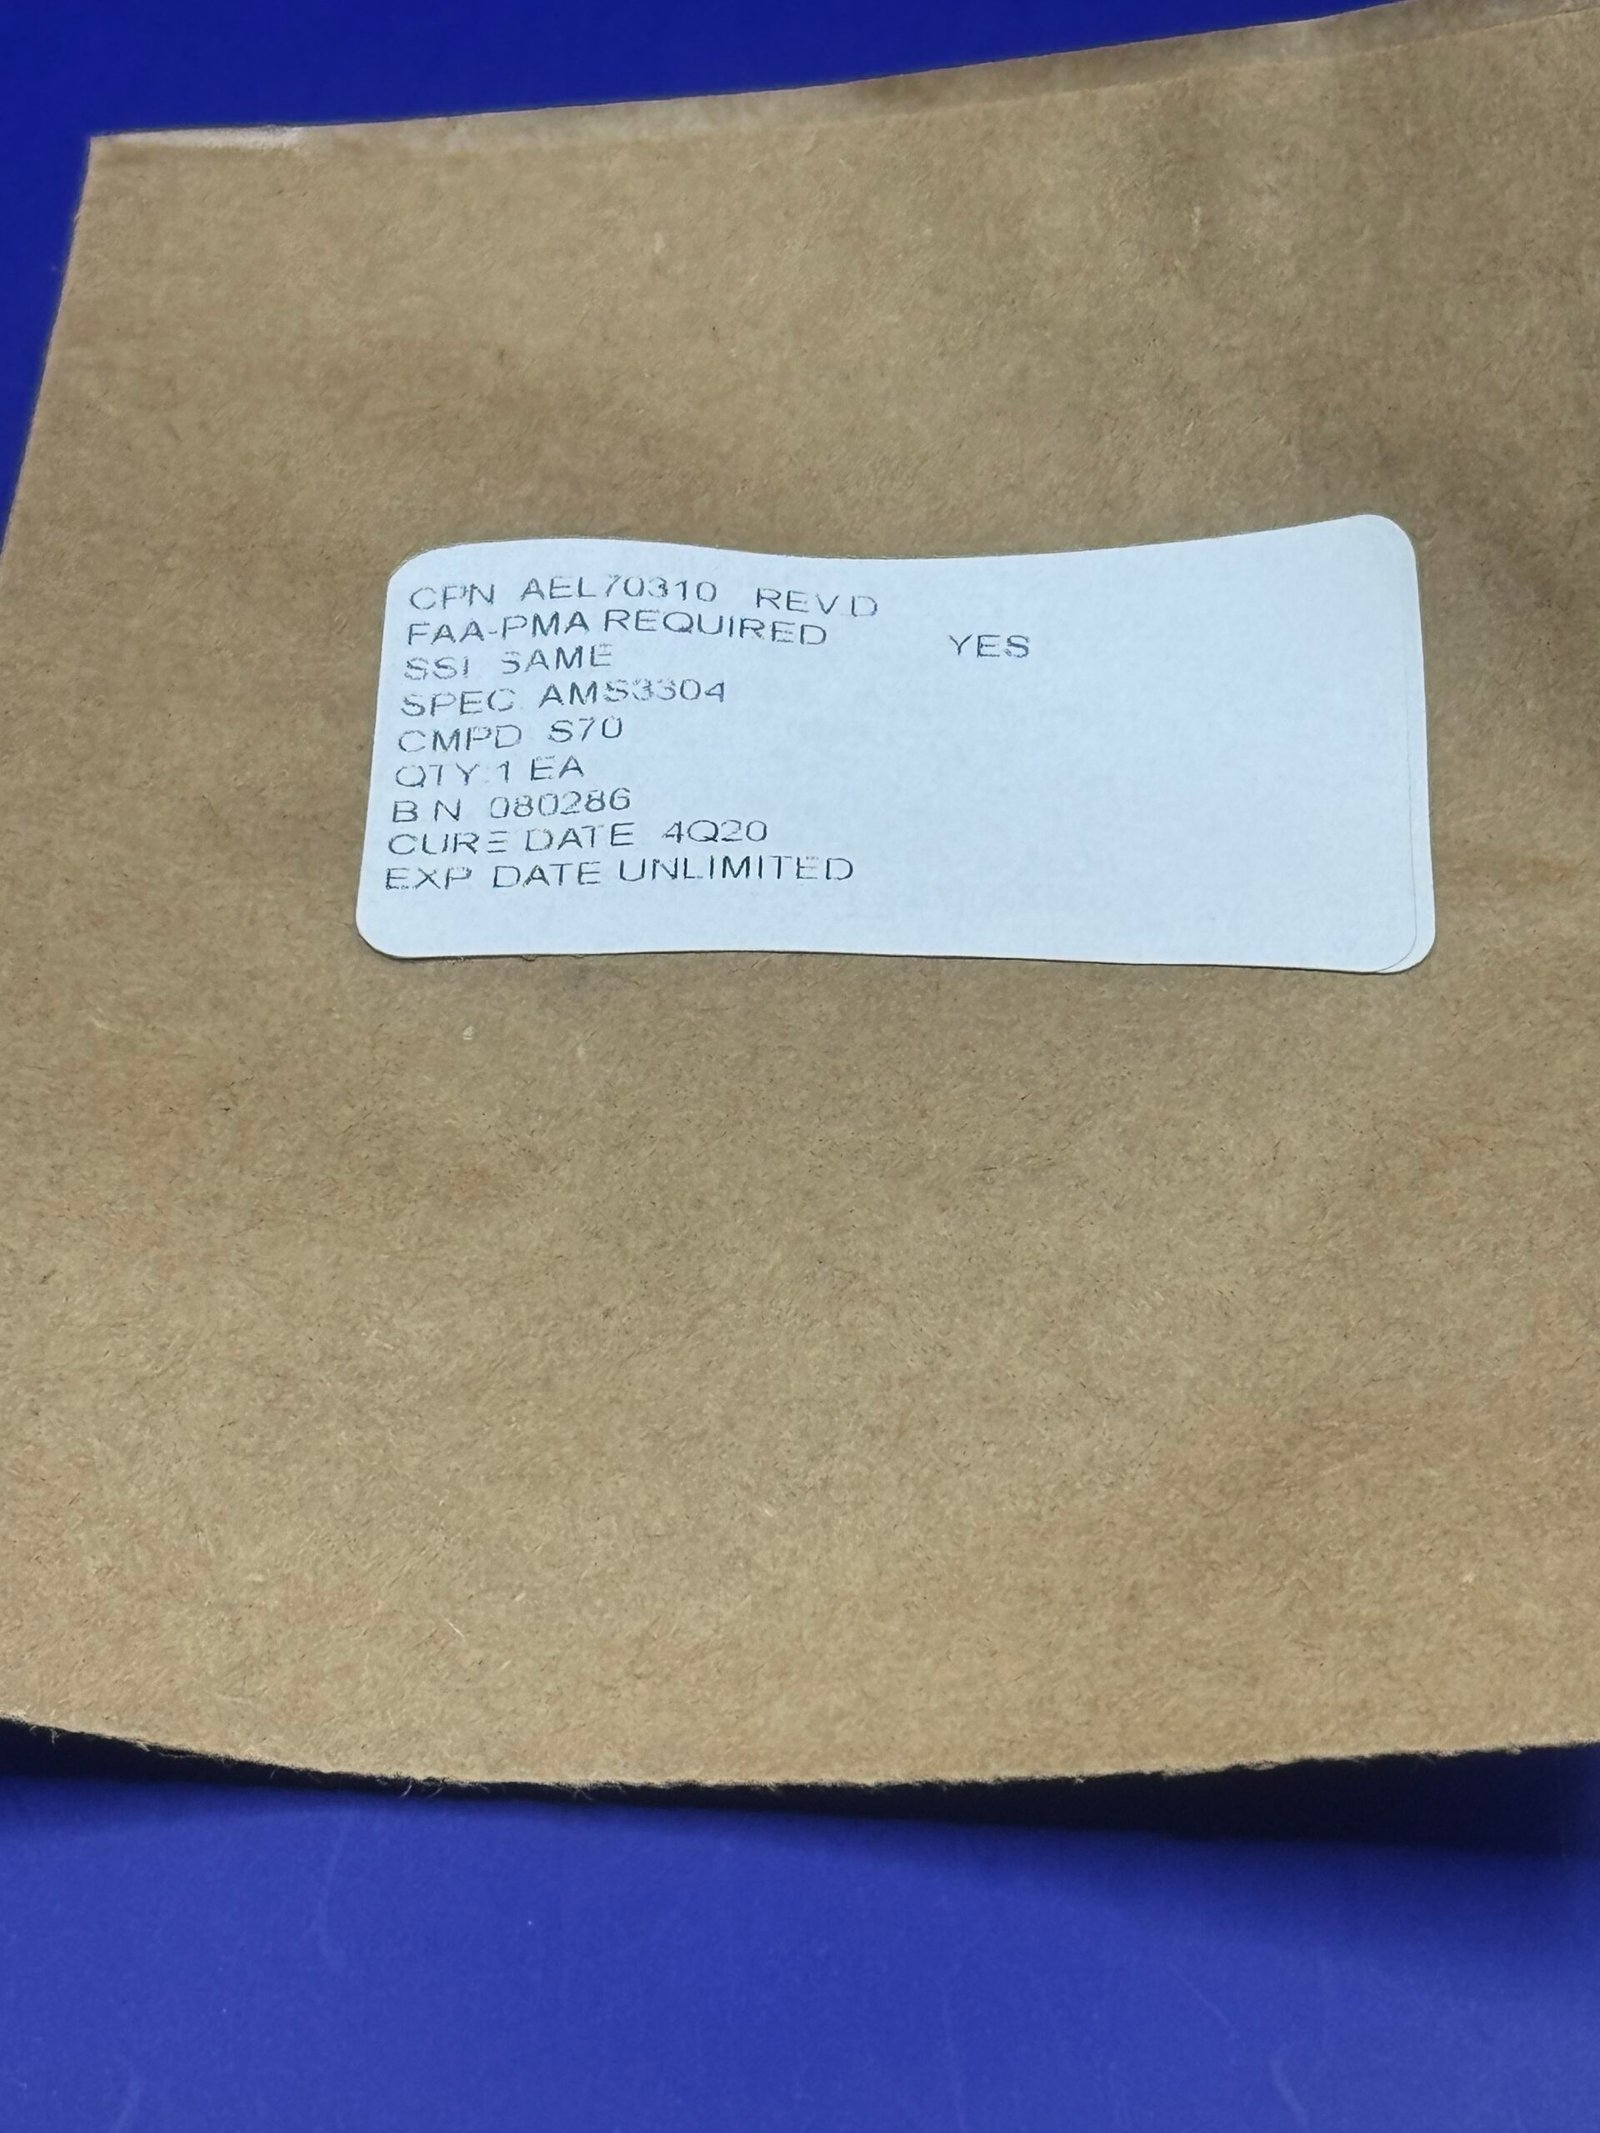 CPN AEL70310 REV D
FAA-PMA REQUIRED YES
SSI SAME
SPEC AMS3304
CMPD S70
QTY 1 EA
B N 080286
CURE DATE 4Q20
EXP DATE UNLIMITED